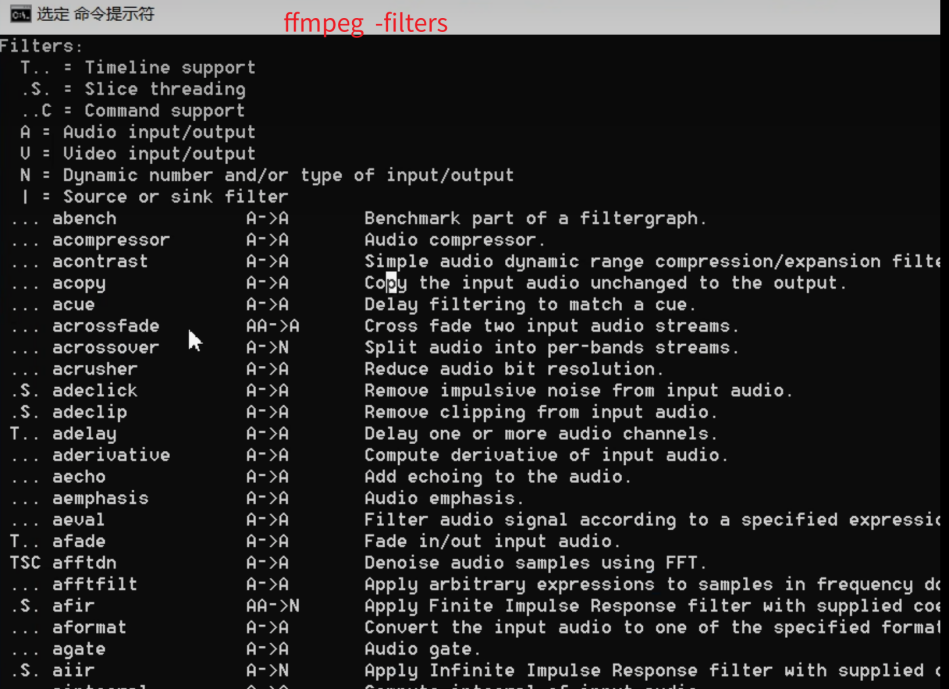 选定 命令提示符
ffmpeg -filters
Filters:
T.. = Timeline support
.S. = Slice threading
..C = Command support
A = Audio input/output
V = Video input/output
N = Dynamic number and/or type of input/output
| = Source or sink filter
... abench A->A Benchmark part of a filtergraph.
... acompressor A->A Audio compressor.
... acontrast A->A Simple audio dynamic range compression/expansion filte
... acopy A->A Copy the input audio unchanged to the output.
... acue A->A Delay filtering to match a cue.
... acrossfade AA->A Cross fade two input audio streams.
... acrossover A->N Split audio into per-bands streams.
... acrusher A->A Reduce audio bit resolution.
.S. adeclick A->A Remove impulsive noise from input audio.
.S. adeclip A->A Remove clipping from input audio.
T.. adelay A->A Delay one or more audio channels.
... aderivative A->A Compute derivative of input audio.
... aecho A->A Add echoing to the audio.
... aemphasis A->A Audio emphasis.
... aeval A->A Filter audio signal according to a specified expressio
T.. afade A->A Fade in/out input audio.
TSC afftdn A->A Denoise audio samples using FFT.
... afftfilt A->A Apply arbitrary expressions to samples in frequency do
.S. afir AA->N Apply Finite Impulse Response filter with supplied coe
... aformat A->A Convert the input audio to one of the specified format
... agate A->A Audio gate.
.S. aiir A->N Apply Infinite Impulse Response filter with supplied